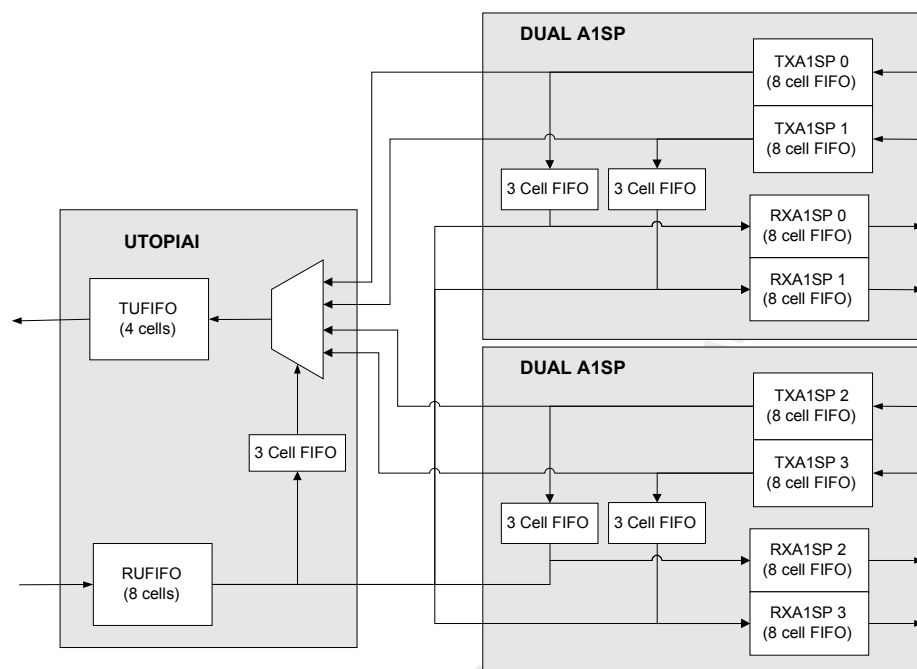 DUAL A1SP
TXA1SP 0
(8 cell FIFO)
TXA1SP 1
(8 cell FIFO)
3 Cell FIFO
3 Cell FIFO
RXA1SP 0
(8 cell FIFO)
RXA1SP 1
(8 cell FIFO)
UTOPIAI
TUFIFO
(4 cells)
3 Cell FIFO
RUFIFO
(8 cells)
DUAL A1SP
TXA1SP 2
(8 cell FIFO)
TXA1SP 3
(8 cell FIFO)
3 Cell FIFO
3 Cell FIFO
RXA1SP 2
(8 cell FIFO)
RXA1SP 3
(8 cell FIFO)